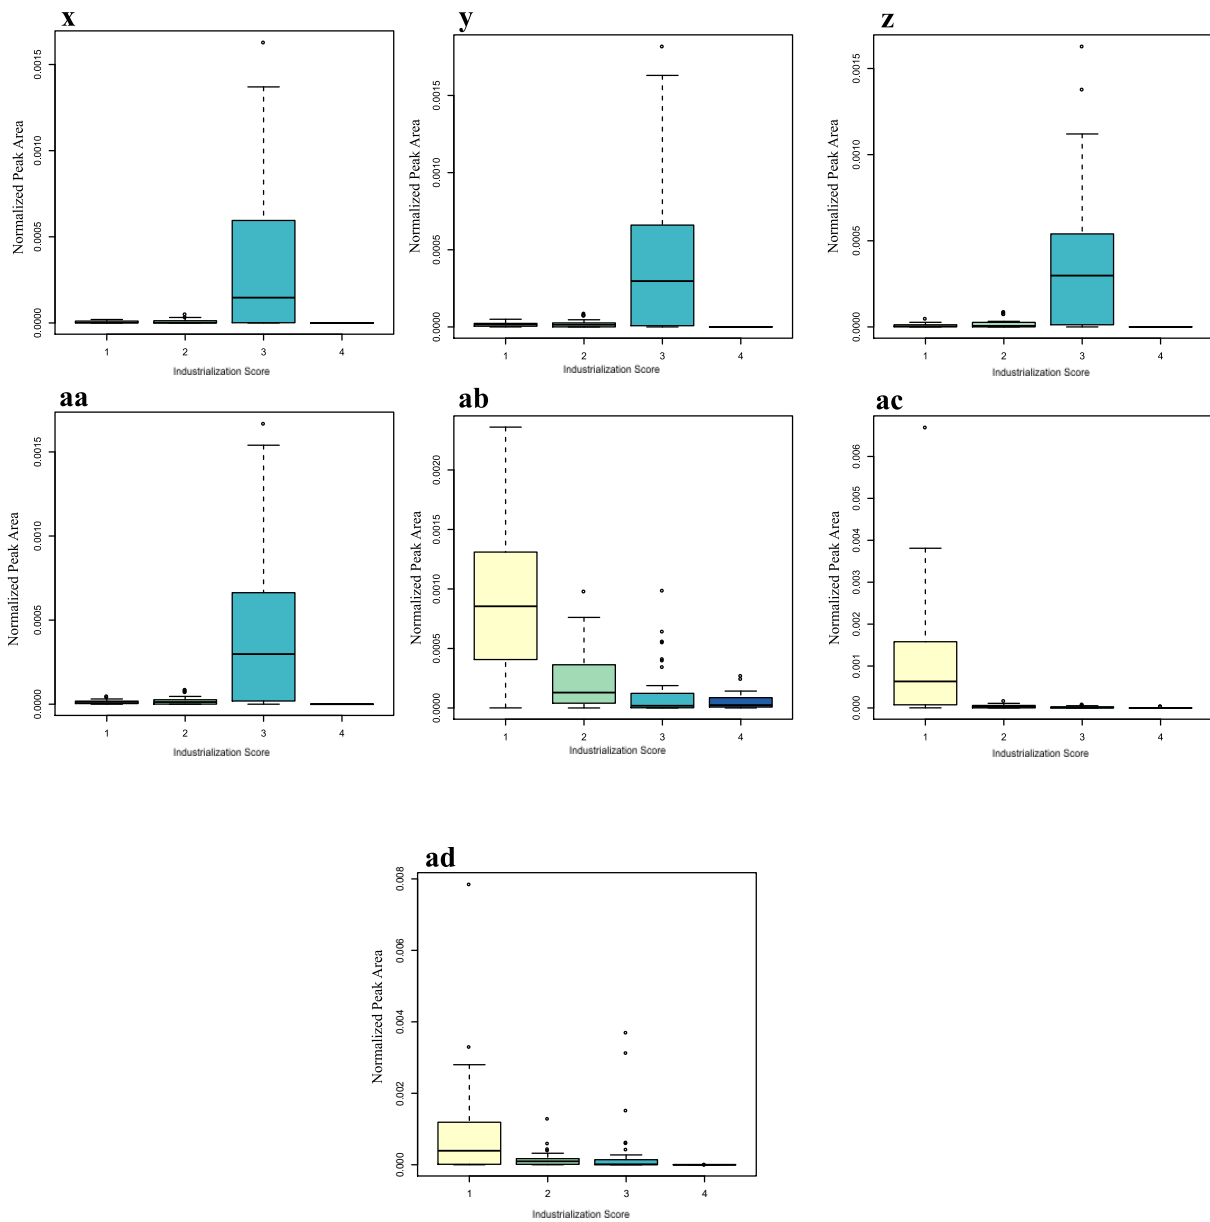 x
Normalized Peak Area
0.0015
0.0010
0.0005
0.0000
1 2 3 4
Industrialization Score
y
Normalized Peak Area
0.0015
0.0010
0.0005
0.0000
1 2 3 4
Industrialization Score
z
Normalized Peak Area
0.0015
0.0010
0.0005
0.0000
1 2 3 4
Industrialization Score
aa
Normalized Peak Area
0.0015
0.0010
0.0005
0.0000
1 2 3 4
Industrialization Score
ab
Normalized Peak Area
0.0020
0.0015
0.0010
0.0005
0.0000
1 2 3 4
Industrialization Score
ac
Normalized Peak Area
0.006
0.005
0.004
0.003
0.002
0.001
0.000
1 2 3 4
Industrialization Score
ad
Normalized Peak Area
0.008
0.006
0.004
0.002
0.000
1 2 3 4
Industrialization Score